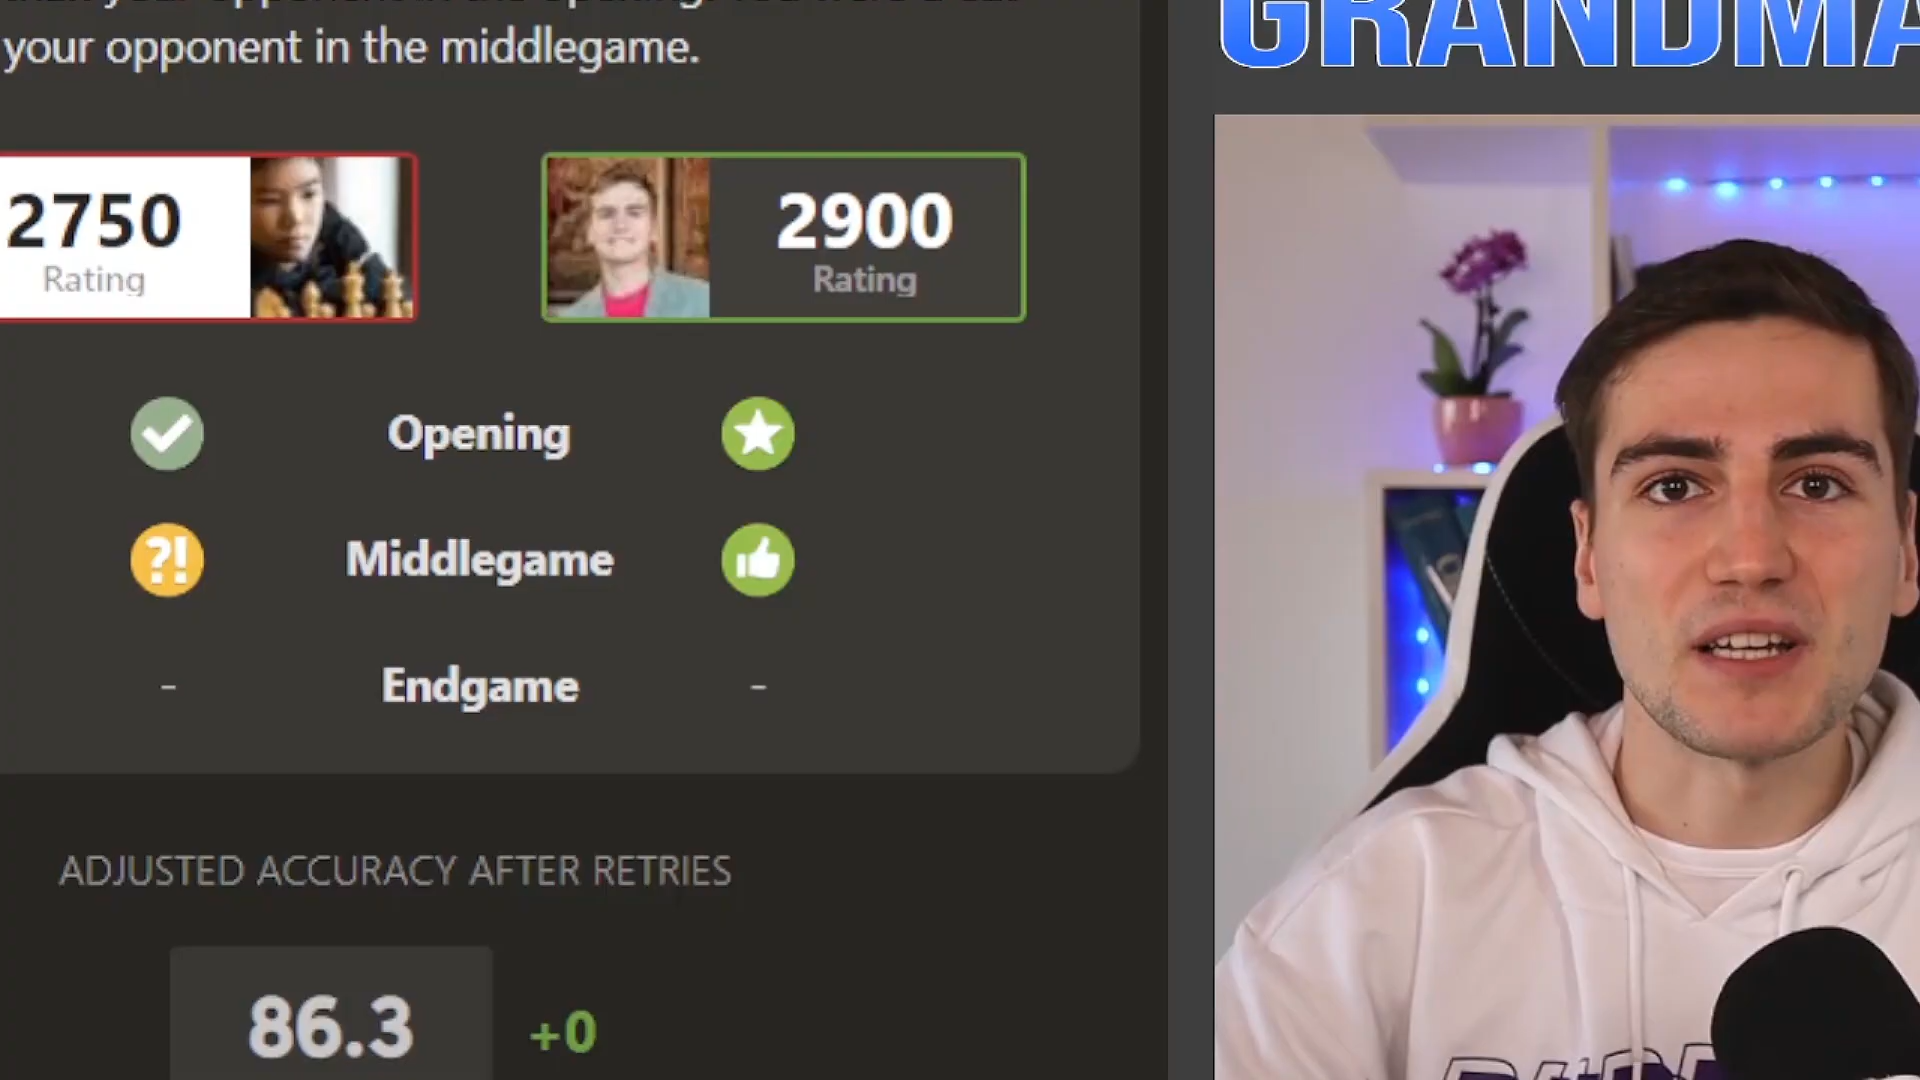 your opponent in the middlegame.
GRANDMA
2750
Rating
2900
Rating
Opening
?!
Middlegame
- Endgame -
ADJUSTED ACCURACY AFTER RETRIES
86.3 +0